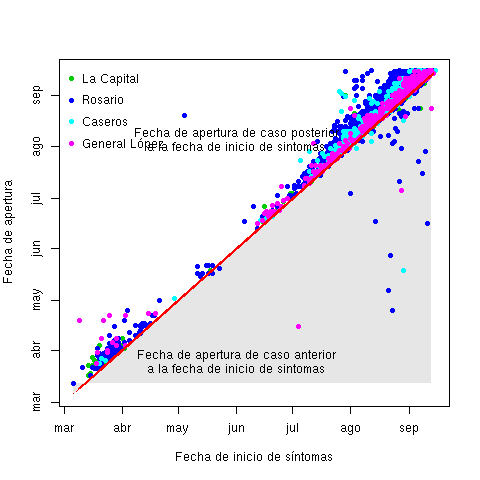 La Capital
Rosario
Caseros
General López
Fecha de apertura de caso posterior
a la fecha de inicio de sintomas
Fecha de apertura de caso anterior
a la fecha de inicio de sintomas
Fecha de apertura
sep
ago
jul
jun
may
abr
mar
mar abr may jun jul ago sep
Fecha de inicio de síntomas